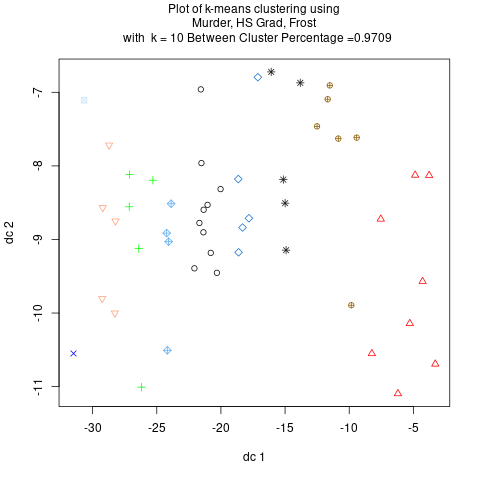 Plot of k-means clustering using
Murder, HS Grad, Frost
with k = 10 Between Cluster Percentage =0.9709
dc 2
-7
-8
-9
-10
-11
-30
-25
-20
-15
-10
-5
dc 1